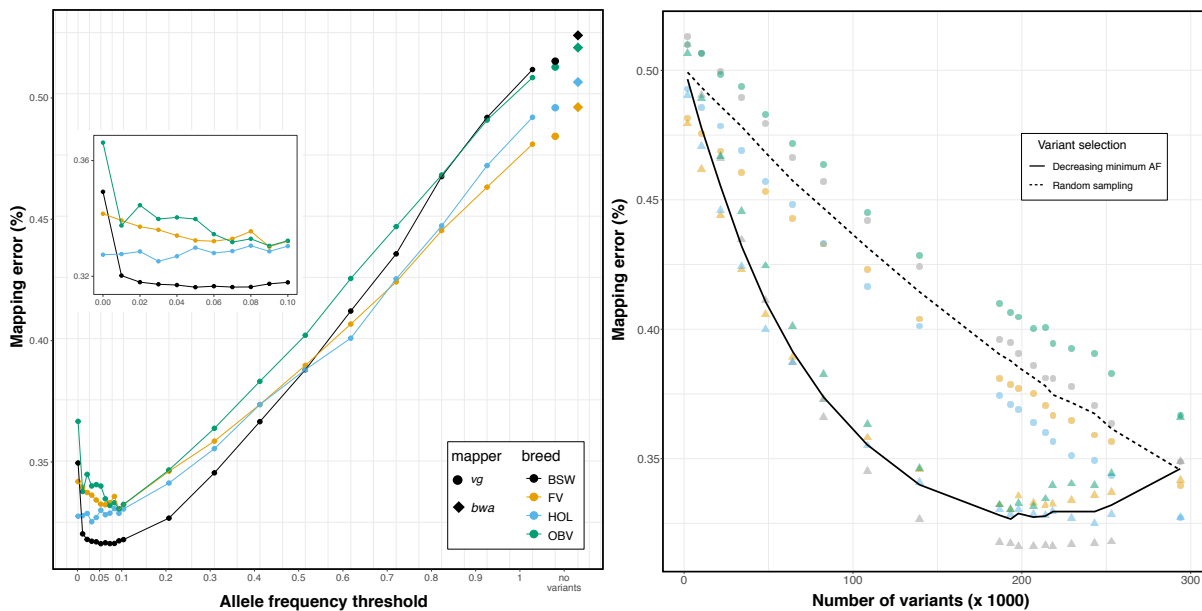 Mapping error (%)
0.50
0.45
0.40
0.35
0.36
0.32
0.00
0.02
0.04
0.06
0.08
0.10
mapper
vg
bwa
breed
BSW
FV
HOL
OBV
0
0.05
0.1
0.2
0.3
0.4
0.5
0.6
0.7
0.8
0.9
1
no
variants
Allele frequency threshold
Mapping error (%)
0.50
0.45
0.40
0.35
Variant selection
Decreasing minimum AF
Random sampling
0
100
200
300
Number of variants (x 1000)